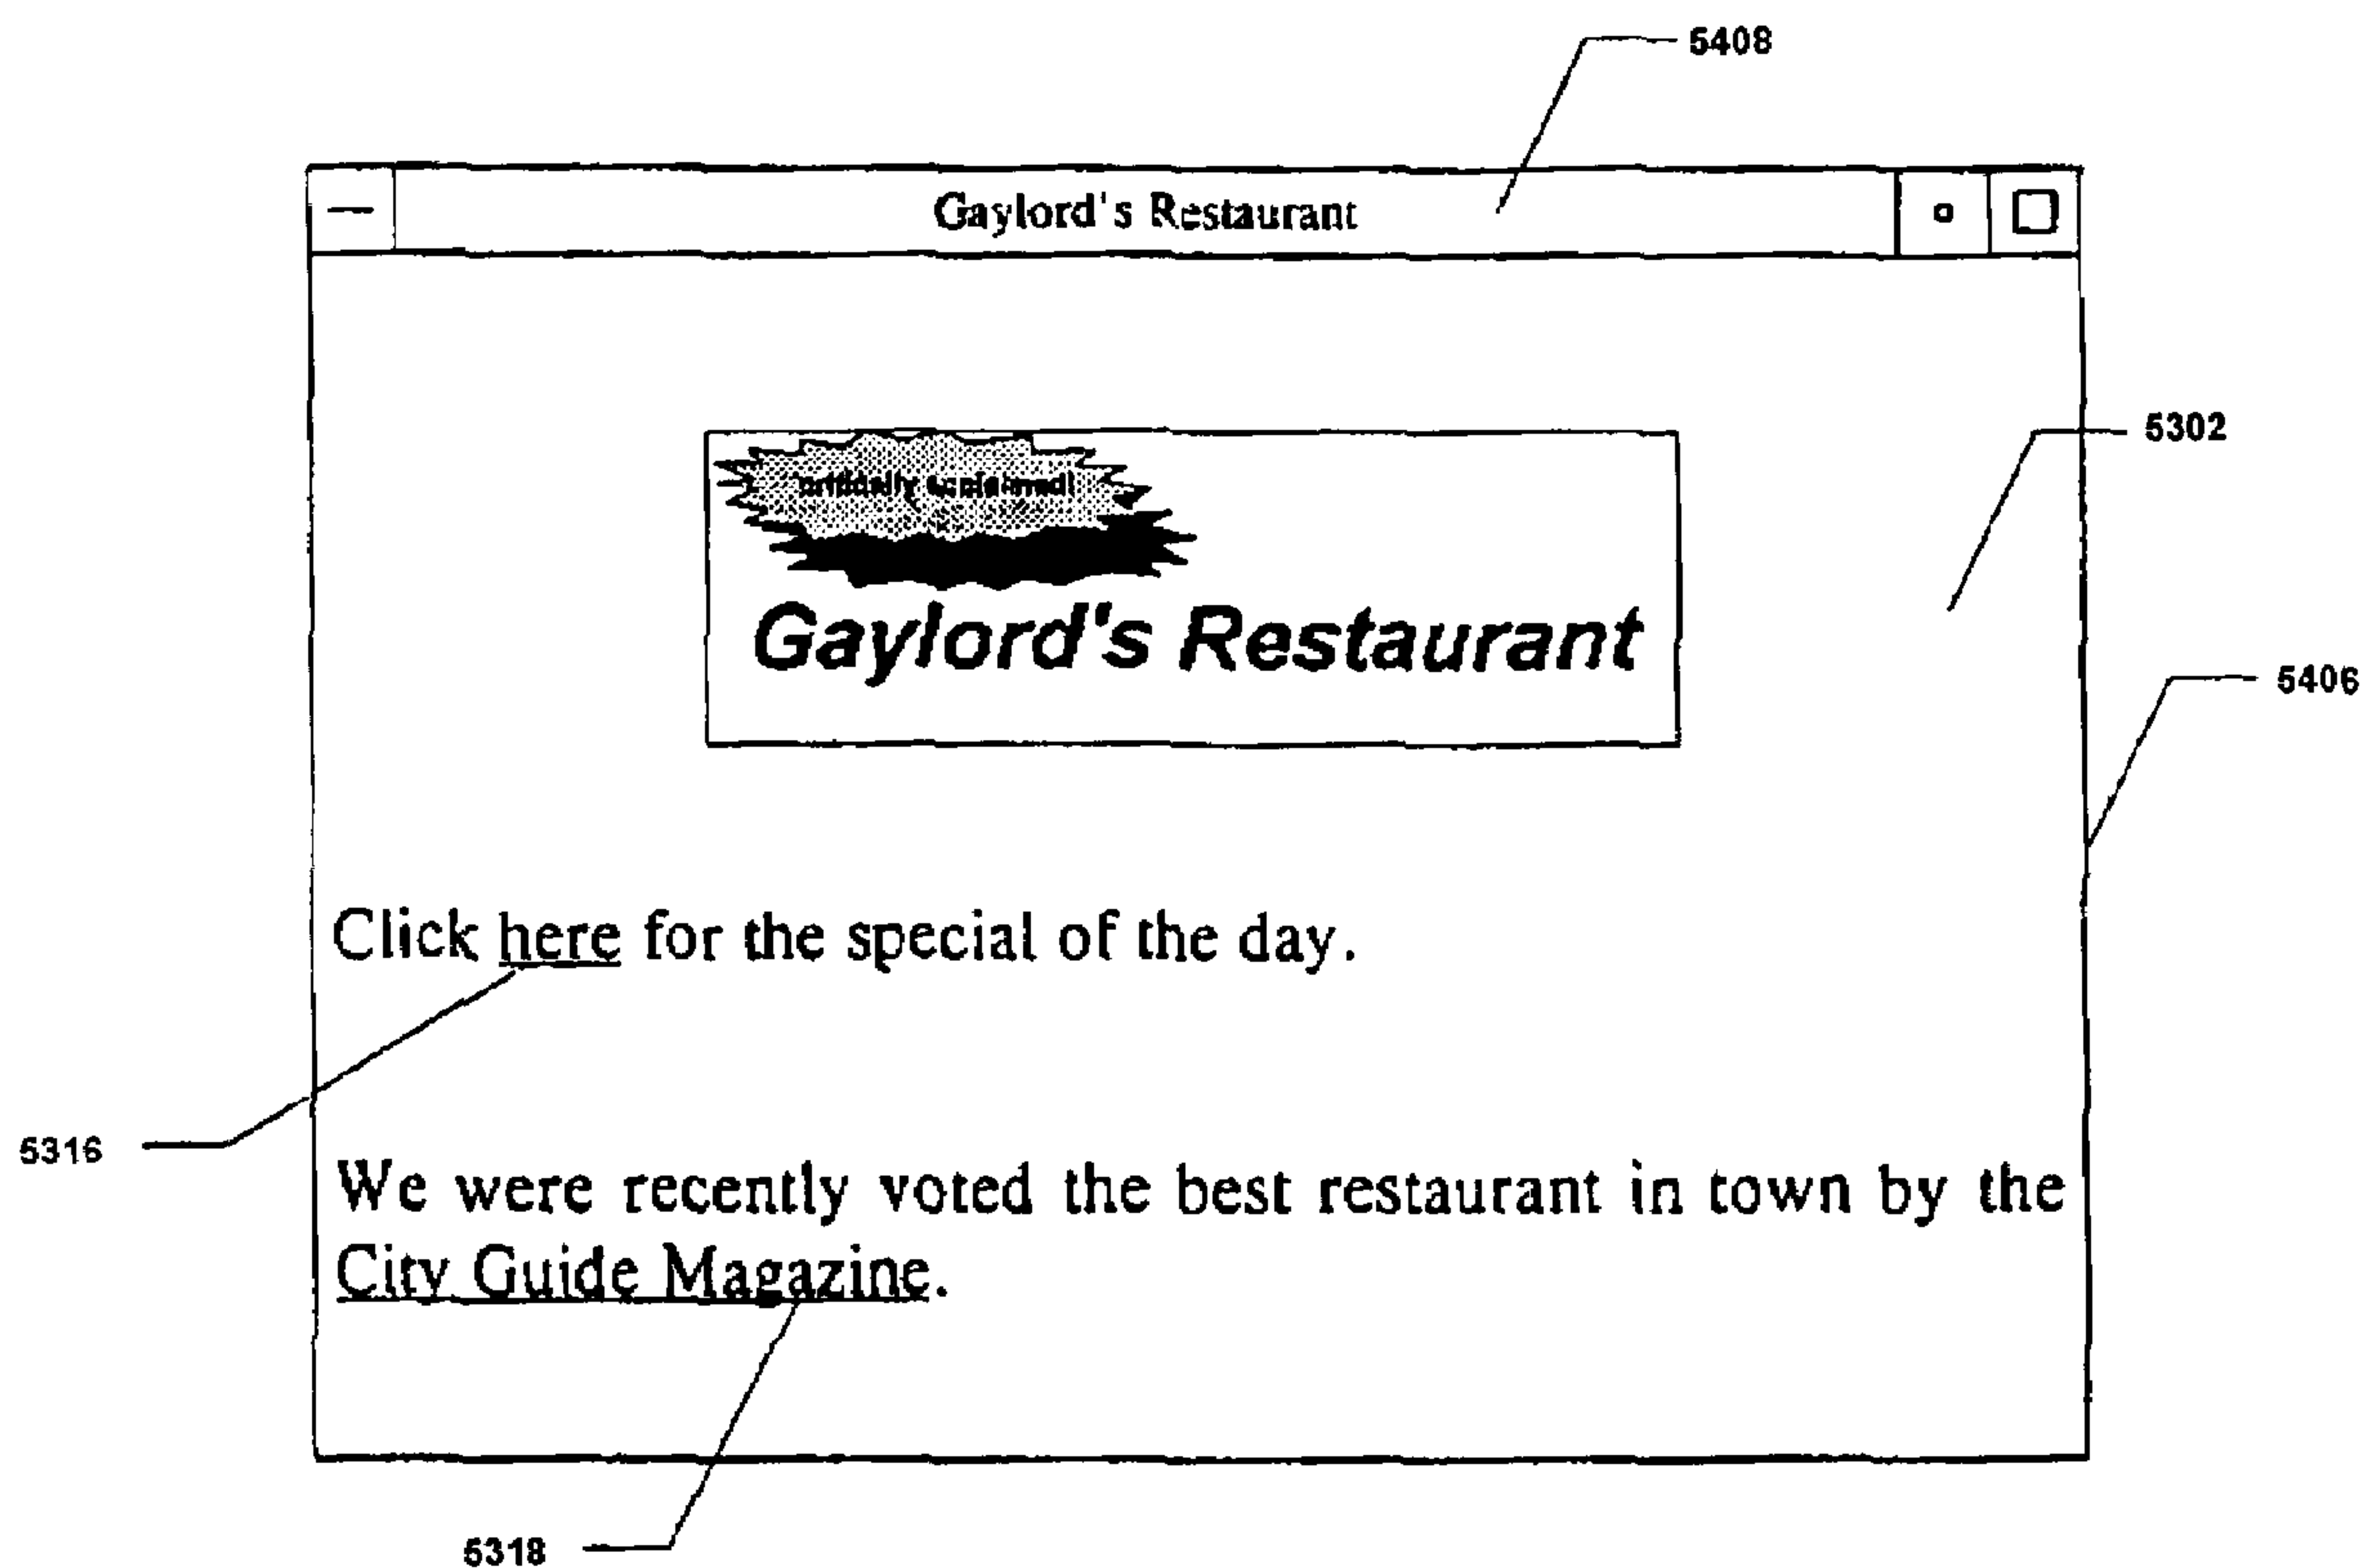 5408
Gaylord's Restaurant
5302
Gaylord's Restaurant
5406
Click here for the special of the day.
5316
We were recently voted the best restaurant in town by the
City Guide Magazine.
5318